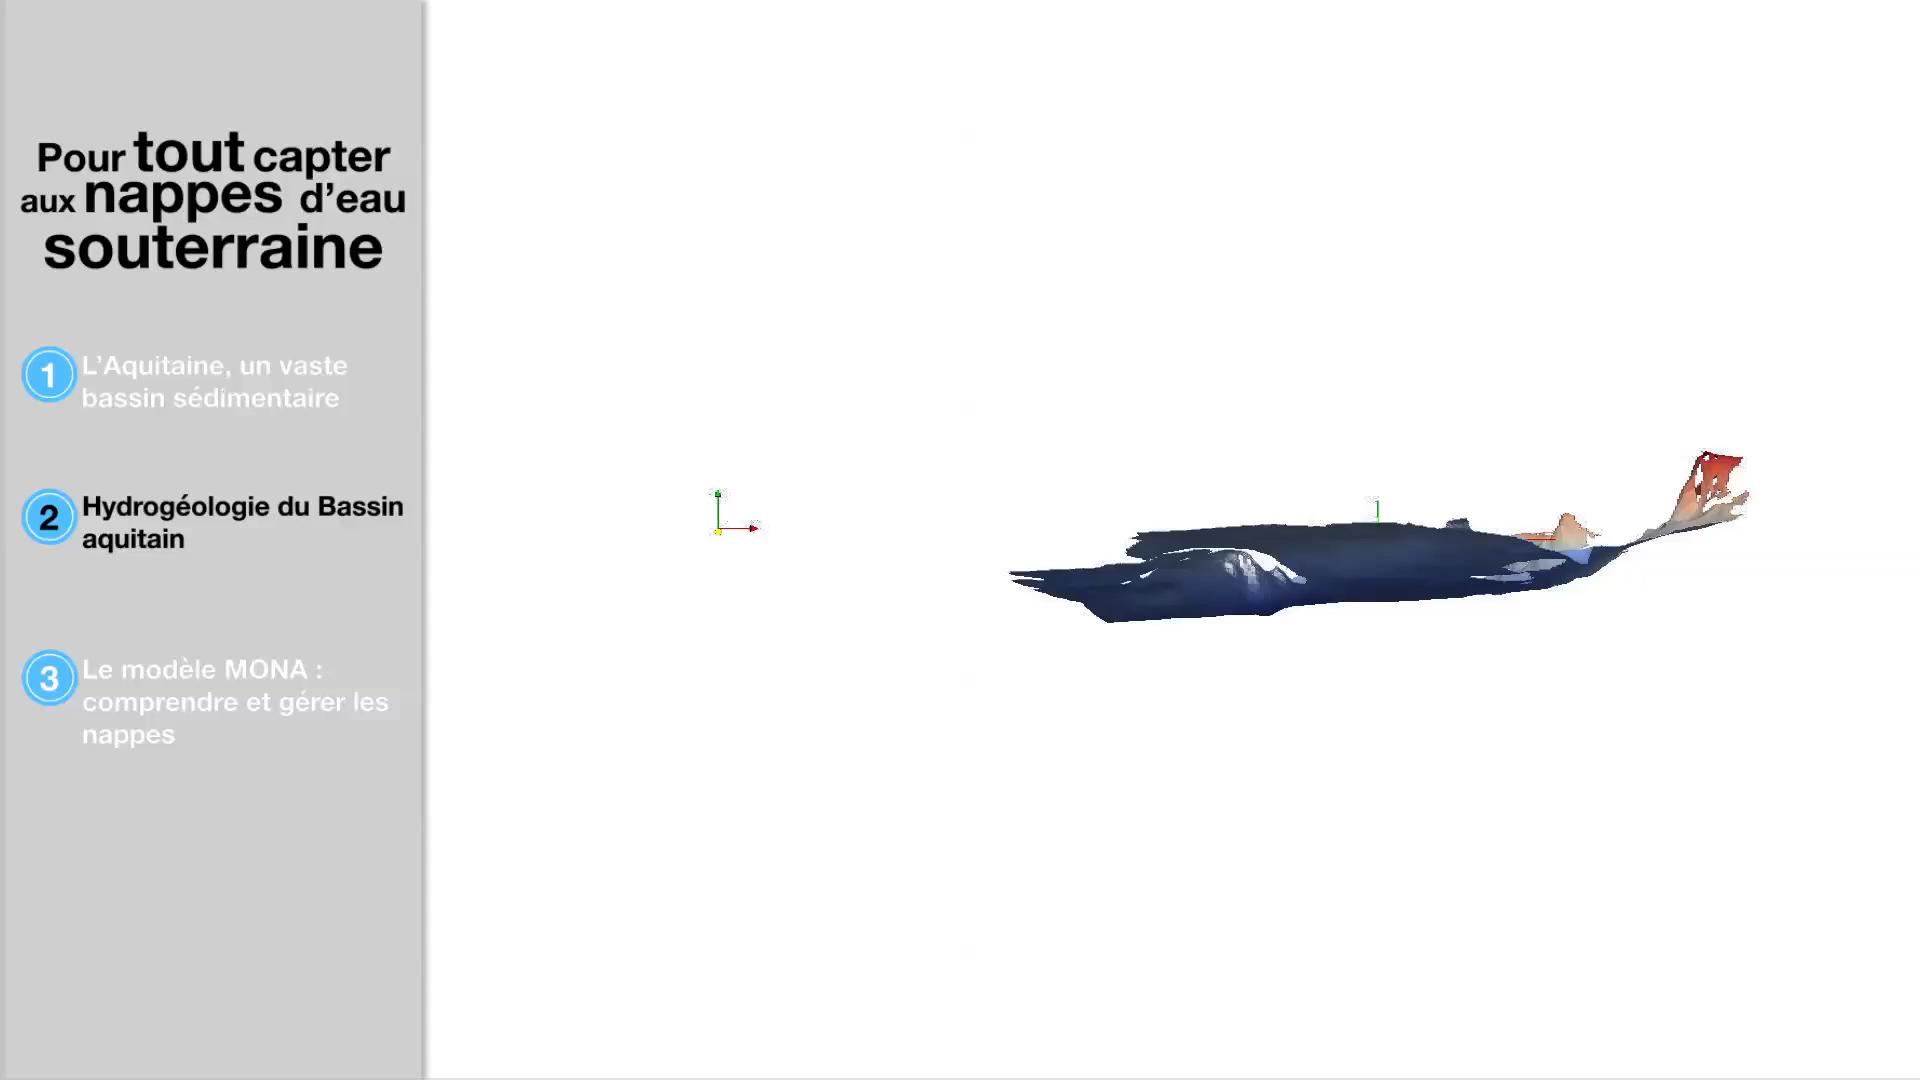 Pour tout capter
aux nappes d’eau
souterraine
1
L’Aquitaine, un vaste
bassin sédimentaire
2
Hydrogéologie du Bassin
aquitain
3
Le modèle MONA :
comprendre et gérer les
nappes